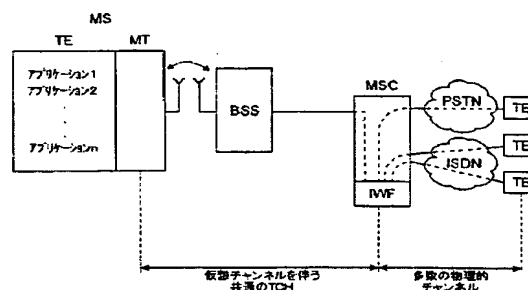 MS
TE
MT
アプリケーション1
アプリケーション2
アプリケーションn
BSS
MSC
IWF
PSTN
ISDN
TE
TE
TE
仮想チャンネルを伴う
共通のTCH
多数の物理的
チャンネル